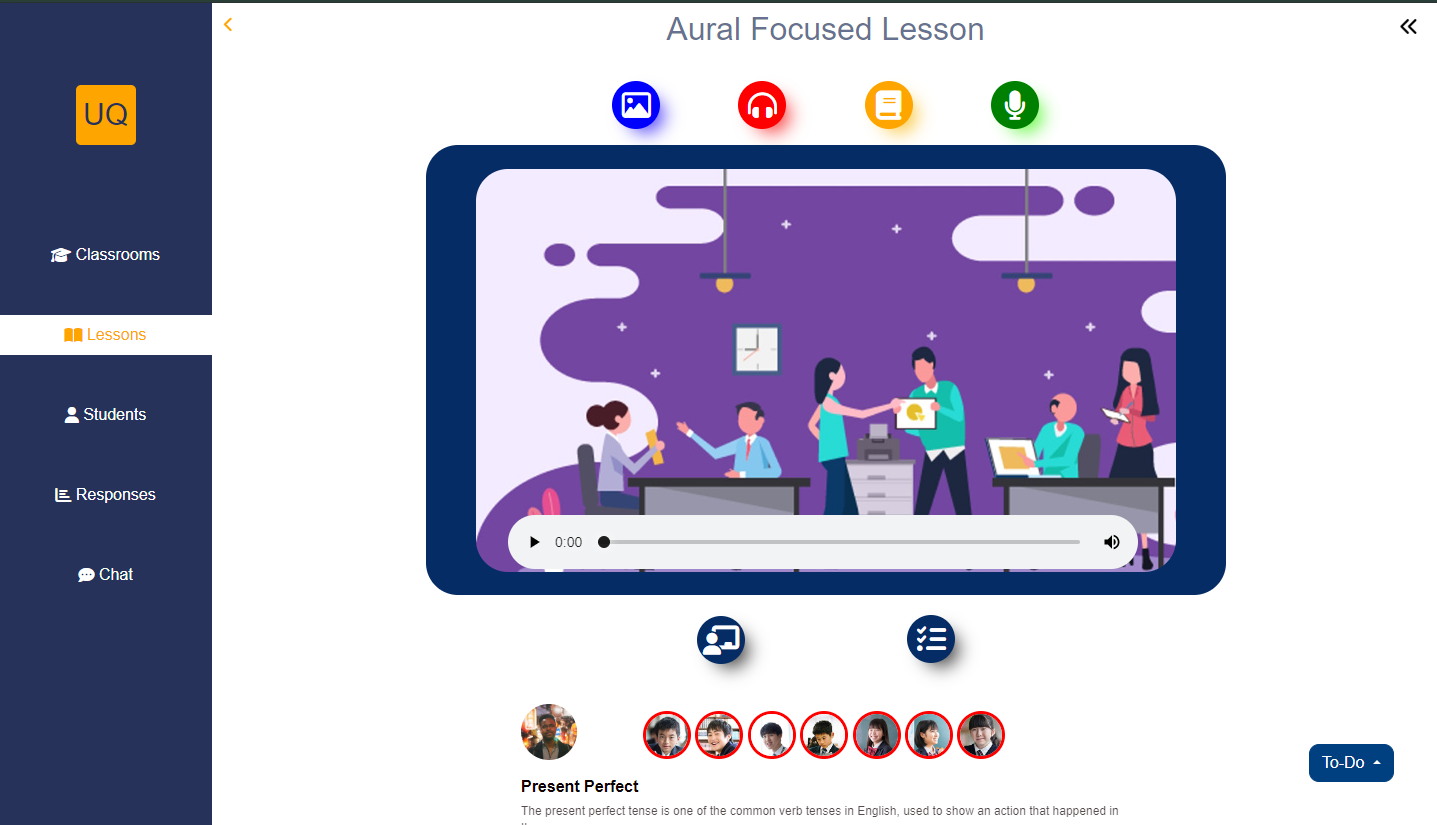 Aural Focused Lesson
UQ
Classrooms
Lessons
Students
Responses
Chat
0:00
To-Do
Present Perfect
The present perfect tense is one of the common verb tenses in English, used to show an action that happened in